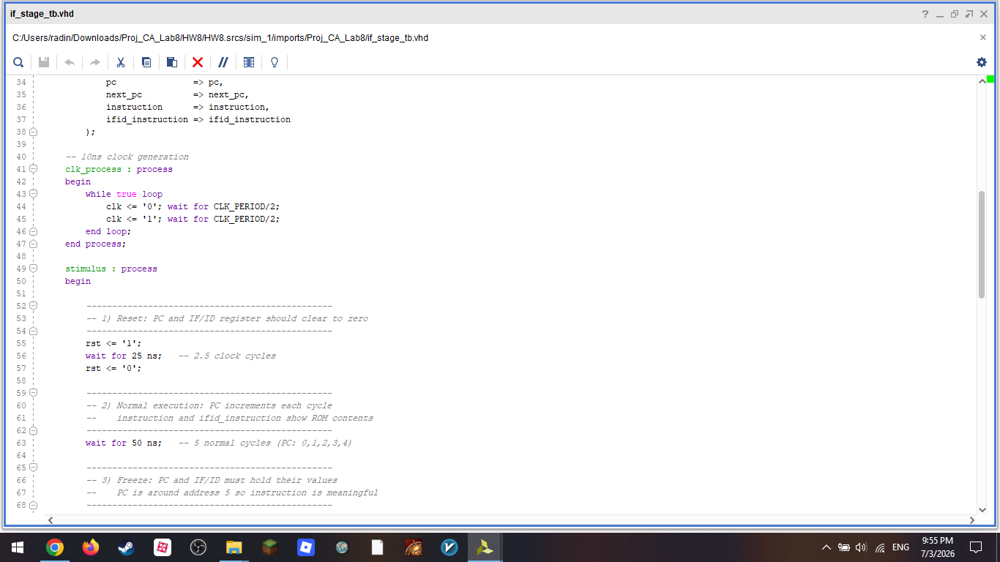 if_stage_tb.vhd
C:/Users/radin/Downloads/Proj_CA_Lab8/HW8/HW8.srcs/sim_1/imports/Proj_CA_Lab8/if_stage_tb.vhd
34 pc => pc,
35 next_pc => next_pc,
36 instruction => instruction,
37 ifid_instruction => ifid_instruction
38 );
39
40 -- 10ns clock generation
41 clk_process : process
42 begin
43 while true loop
44 clk <= '0'; wait for CLK_PERIOD/2;
45 clk <= '1'; wait for CLK_PERIOD/2;
46 end loop;
47 end process;
48
49 stimulus : process
50 begin
51
52 ------------------------------------------------
53 -- 1) Reset: PC and IF/ID register should clear to zero
54 ------------------------------------------------
55 rst <= '1';
56 wait for 25 ns; -- 2.5 clock cycles
57 rst <= '0';
58
59 ------------------------------------------------
60 -- 2) Normal execution: PC increments each cycle
61 -- instruction and ifid_instruction show ROM contents
62 ------------------------------------------------
63 wait for 50 ns; -- 5 normal cycles (PC: 0,1,2,3,4)
64
65 ------------------------------------------------
66 -- 3) Freeze: PC and IF/ID must hold their values
67 -- PC is around address 5 so instruction is meaningful
68 ------------------------------------------------
ENG
9:55 PM
7/3/2026